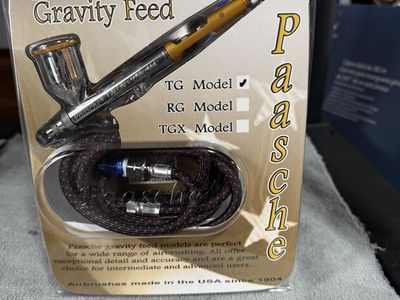 Gravity Feed
Paasche
TG Model ✓
RG Model
TGX Model
Paasche
Paasche gravity feed models are perfect
for a wide range of airbrushing. All offer
exceptional detail and accuracy and are a great
choice for intermediate and advanced users.
Airbrushes made in the USA since 1904